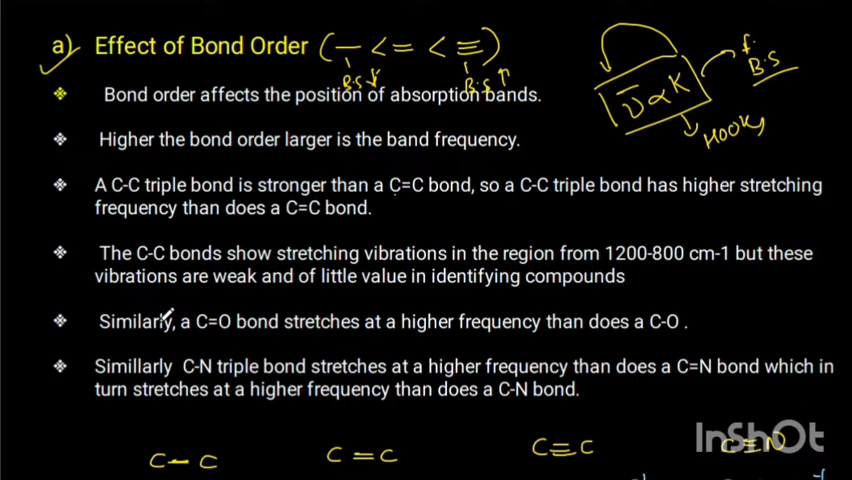 a) Effect of Bond Order (— < = < ≡)
B.S↓ B.S↑
ν̅ ∝ K
f.
B.S
HOOKs
❖ Bond order affects the position of absorption bands.
❖ Higher the bond order larger is the band frequency.
❖ A C-C triple bond is stronger than a C=C bond, so a C-C triple bond has higher stretching
frequency than does a C=C bond.
❖ The C-C bonds show stretching vibrations in the region from 1200-800 cm-1 but these
vibrations are weak and of little value in identifying compounds
❖ Similarly, a C=O bond stretches at a higher frequency than does a C-O .
❖ Simillarly C-N triple bond stretches at a higher frequency than does a C=N bond which in
turn stretches at a higher frequency than does a C-N bond.
C—C C=C C≡C C≡N
InShOt